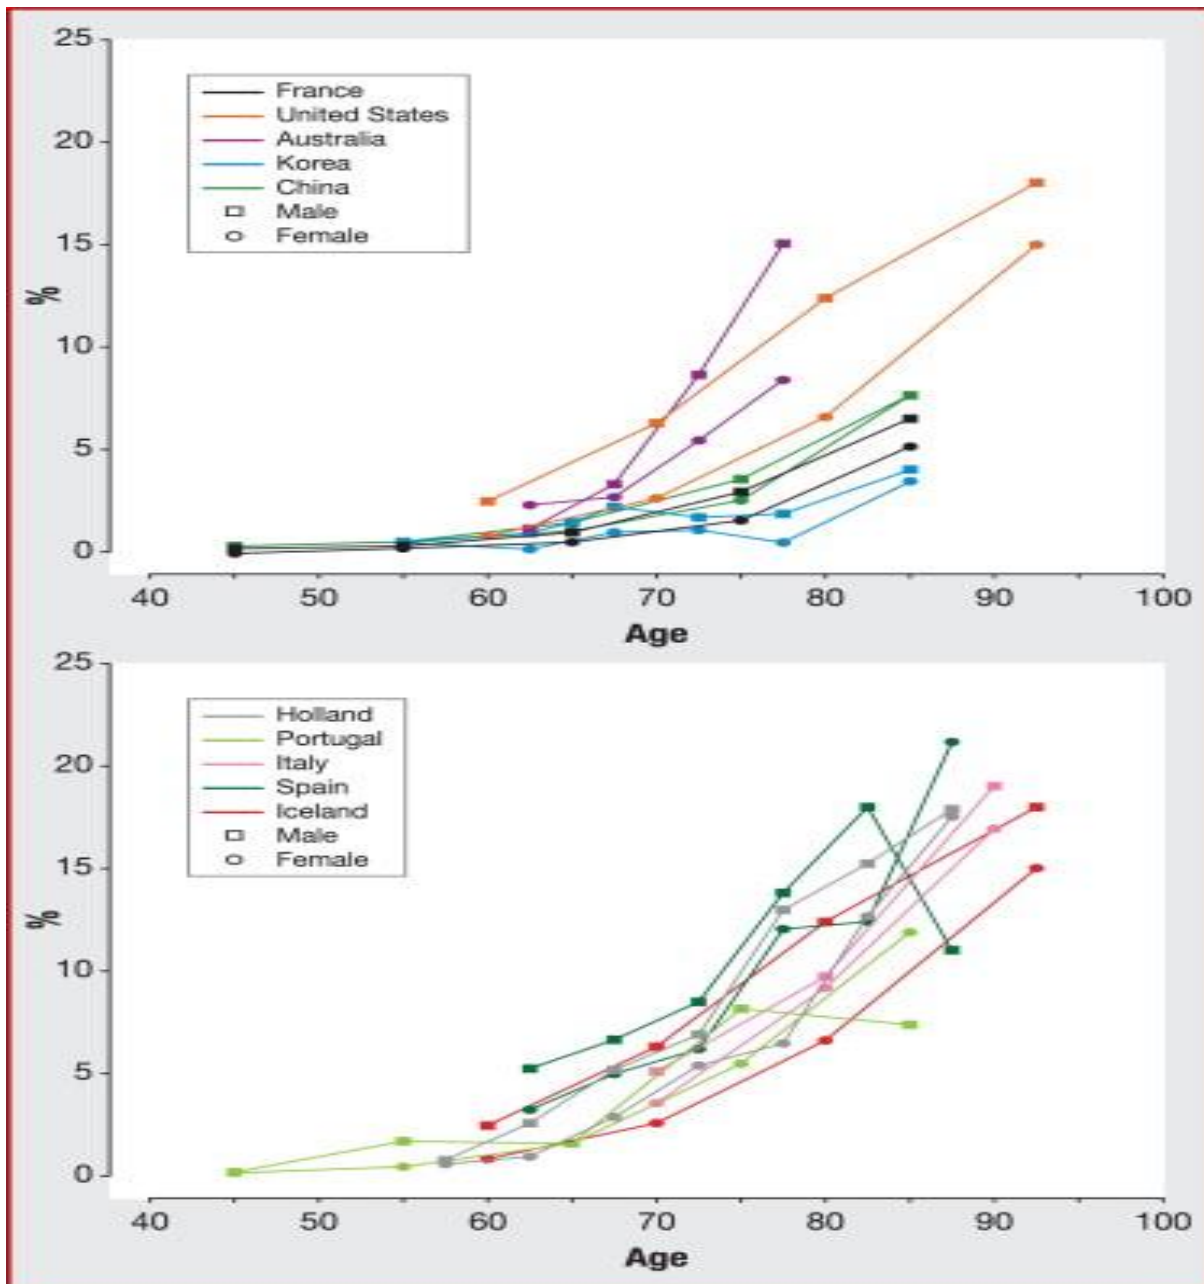 25
20
15
10
5
0
%
France
United States
Australia
Korea
China
Male
Female
40 50 60 70 80 90 100
Age
25
20
15
10
5
0
%
Holland
Portugal
Italy
Spain
Iceland
Male
Female
40 50 60 70 80 90 100
Age